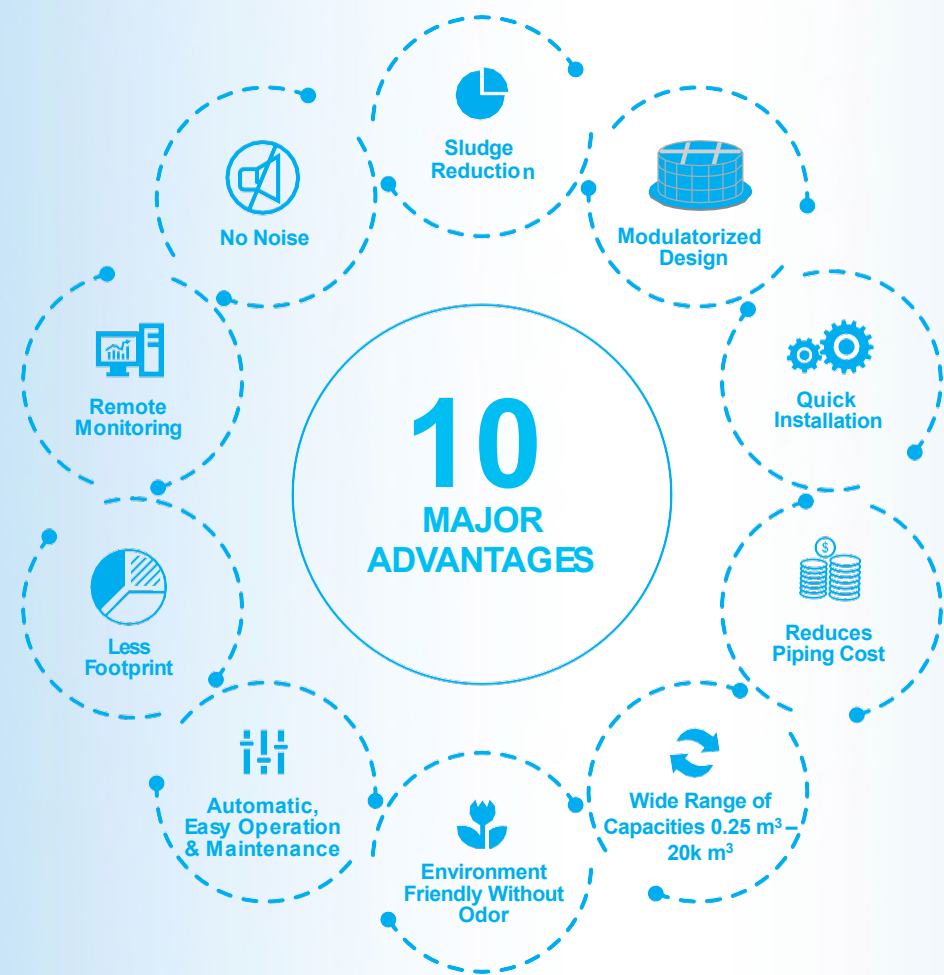 10
MAJOR
ADVANTAGES
Sludge
Reduction
Modulatorized
Design
Quick
Installation
$
Reduces
Piping Cost
Wide Range of
Capacities 0.25 m³ –
20k m³
Environment
Friendly Without
Odor
Automatic,
Easy Operation
& Maintenance
Less
Footprint
Remote
Monitoring
No Noise